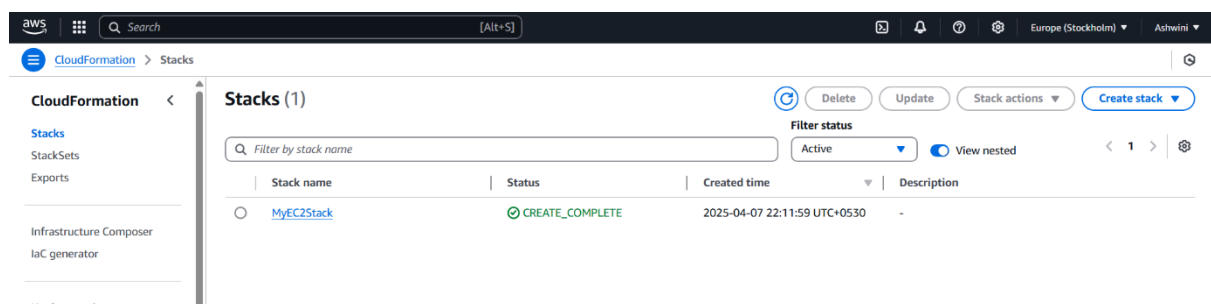 aws Search [Alt+S] Europe (Stockholm) Ashwini
CloudFormation > Stacks
CloudFormation
Stacks
StackSets
Exports
Infrastructure Composer
IaC generator
Stacks (1)
Delete Update Stack actions Create stack
Filter status
Filter by stack name Active View nested 1
Stack name Status Created time Description
MyEC2Stack CREATE_COMPLETE 2025-04-07 22:11:59 UTC+0530 -